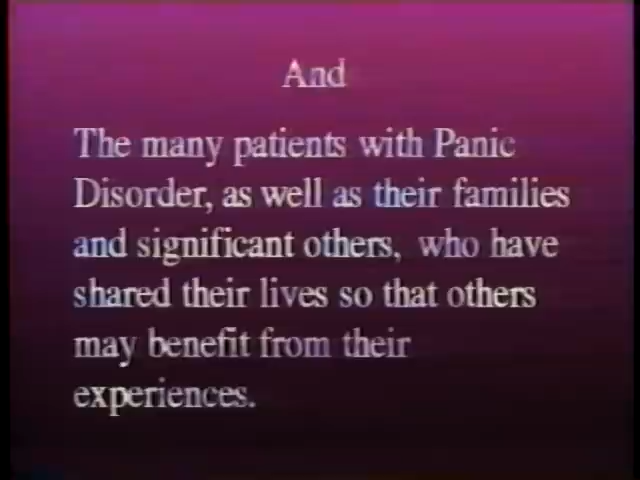 And
The many patients with Panic
Disorder, as well as their families
and significant others, who have
shared their lives so that others
may benefit from their
experiences.